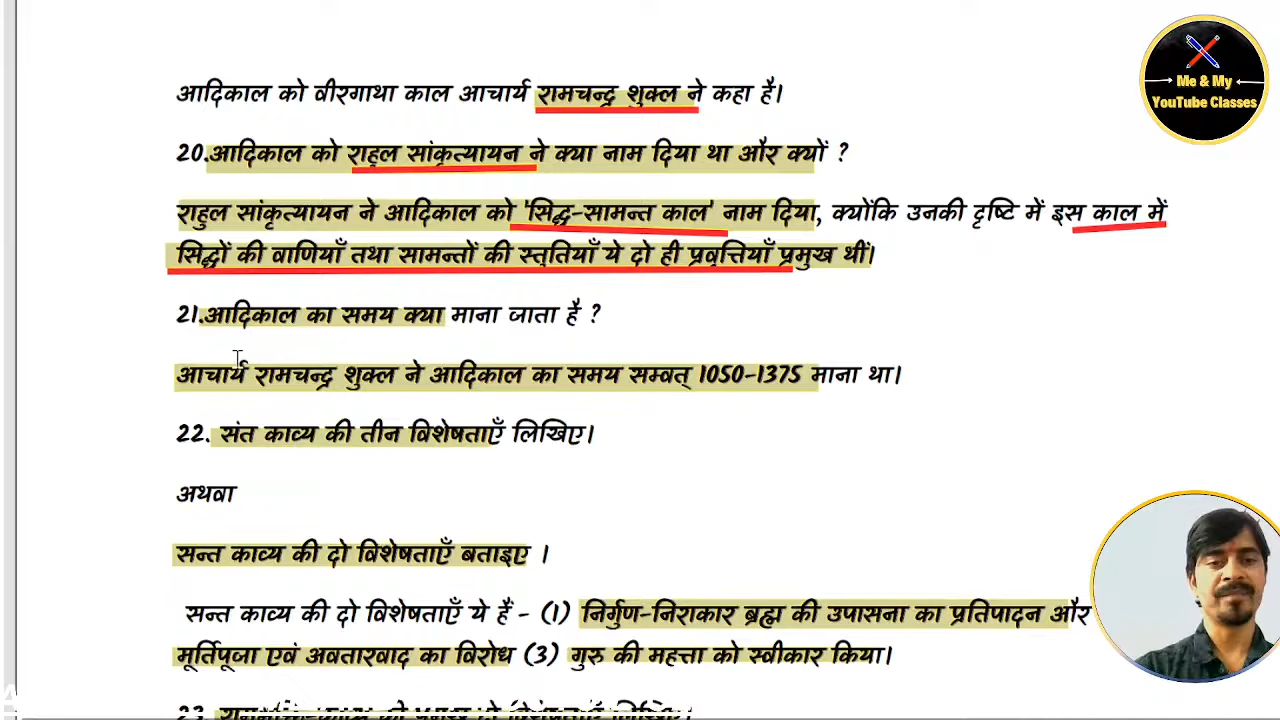 आदिकाल को वीरगाथा काल आचार्य रामचन्द्र शुक्ल ने कहा है।
Me & My
YouTube Classes
20.आदिकाल को राहुल सांकृत्यायन ने क्या नाम दिया था और क्यों ?
राहुल सांकृत्यायन ने आदिकाल को 'सिद्ध-सामन्त काल' नाम दिया, क्योंकि उनकी दृष्टि में इस काल में
सिद्धों की वाणियाँ तथा सामन्तों की स्तुतियाँ ये दो ही प्रवृत्तियाँ प्रमुख थीं।
21.आदिकाल का समय क्या माना जाता है ?
आचार्य रामचन्द्र शुक्ल ने आदिकाल का समय सम्वत् 1050-1375 माना था।
22. संत काव्य की तीन विशेषताएँ लिखिए।
अथवा
सन्त काव्य की दो विशेषताएँ बताइए ।
सन्त काव्य की दो विशेषताएँ ये हैं - (1) निर्गुण-निराकार ब्रह्म की उपासना का प्रतिपादन और
मूर्तिपूजा एवं अवतारवाद का विरोध (3) गुरु की महत्ता को स्वीकार किया।